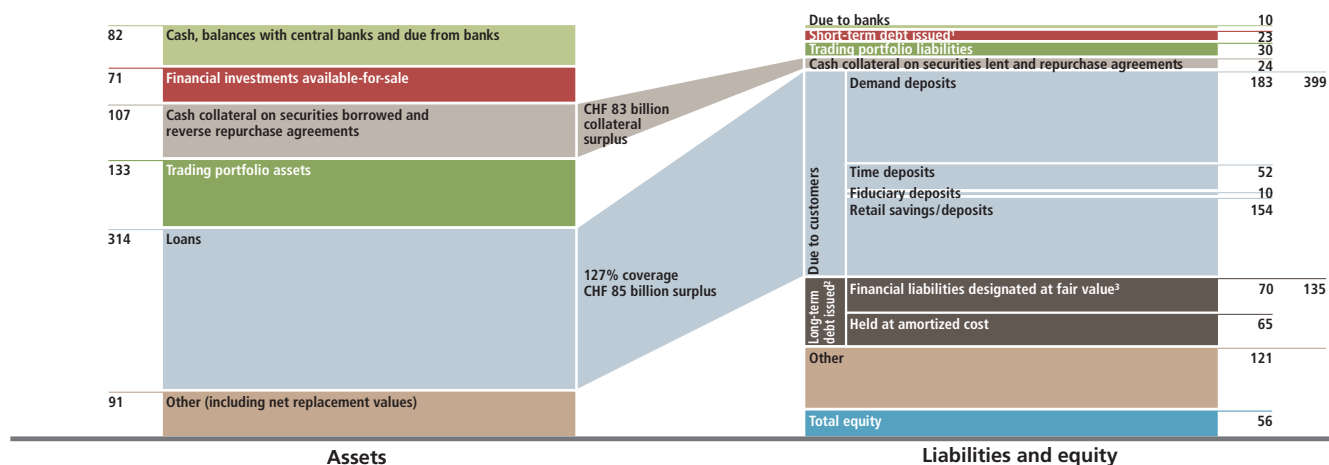 82
Cash, balances with central banks and due from banks
71
Financial investments available-for-sale
107
Cash collateral on securities borrowed and
reverse repurchase agreements
133
Trading portfolio assets
314
Loans
91
Other (including net replacement values)
Assets
CHF 83 billion
collateral
surplus
127% coverage
CHF 85 billion surplus
Due to banks 10
Short-term debt issued¹ 23
Trading portfolio liabilities 30
Cash collateral on securities lent and repurchase agreements 24
Due to customers
Demand deposits 183 399
Time deposits 52
Fiduciary deposits 10
Retail savings/deposits 154
Long-term
debt issued²
Financial liabilities designated at fair value³ 70 135
Held at amortized cost 65
Other 121
Total equity 56
Liabilities and equity